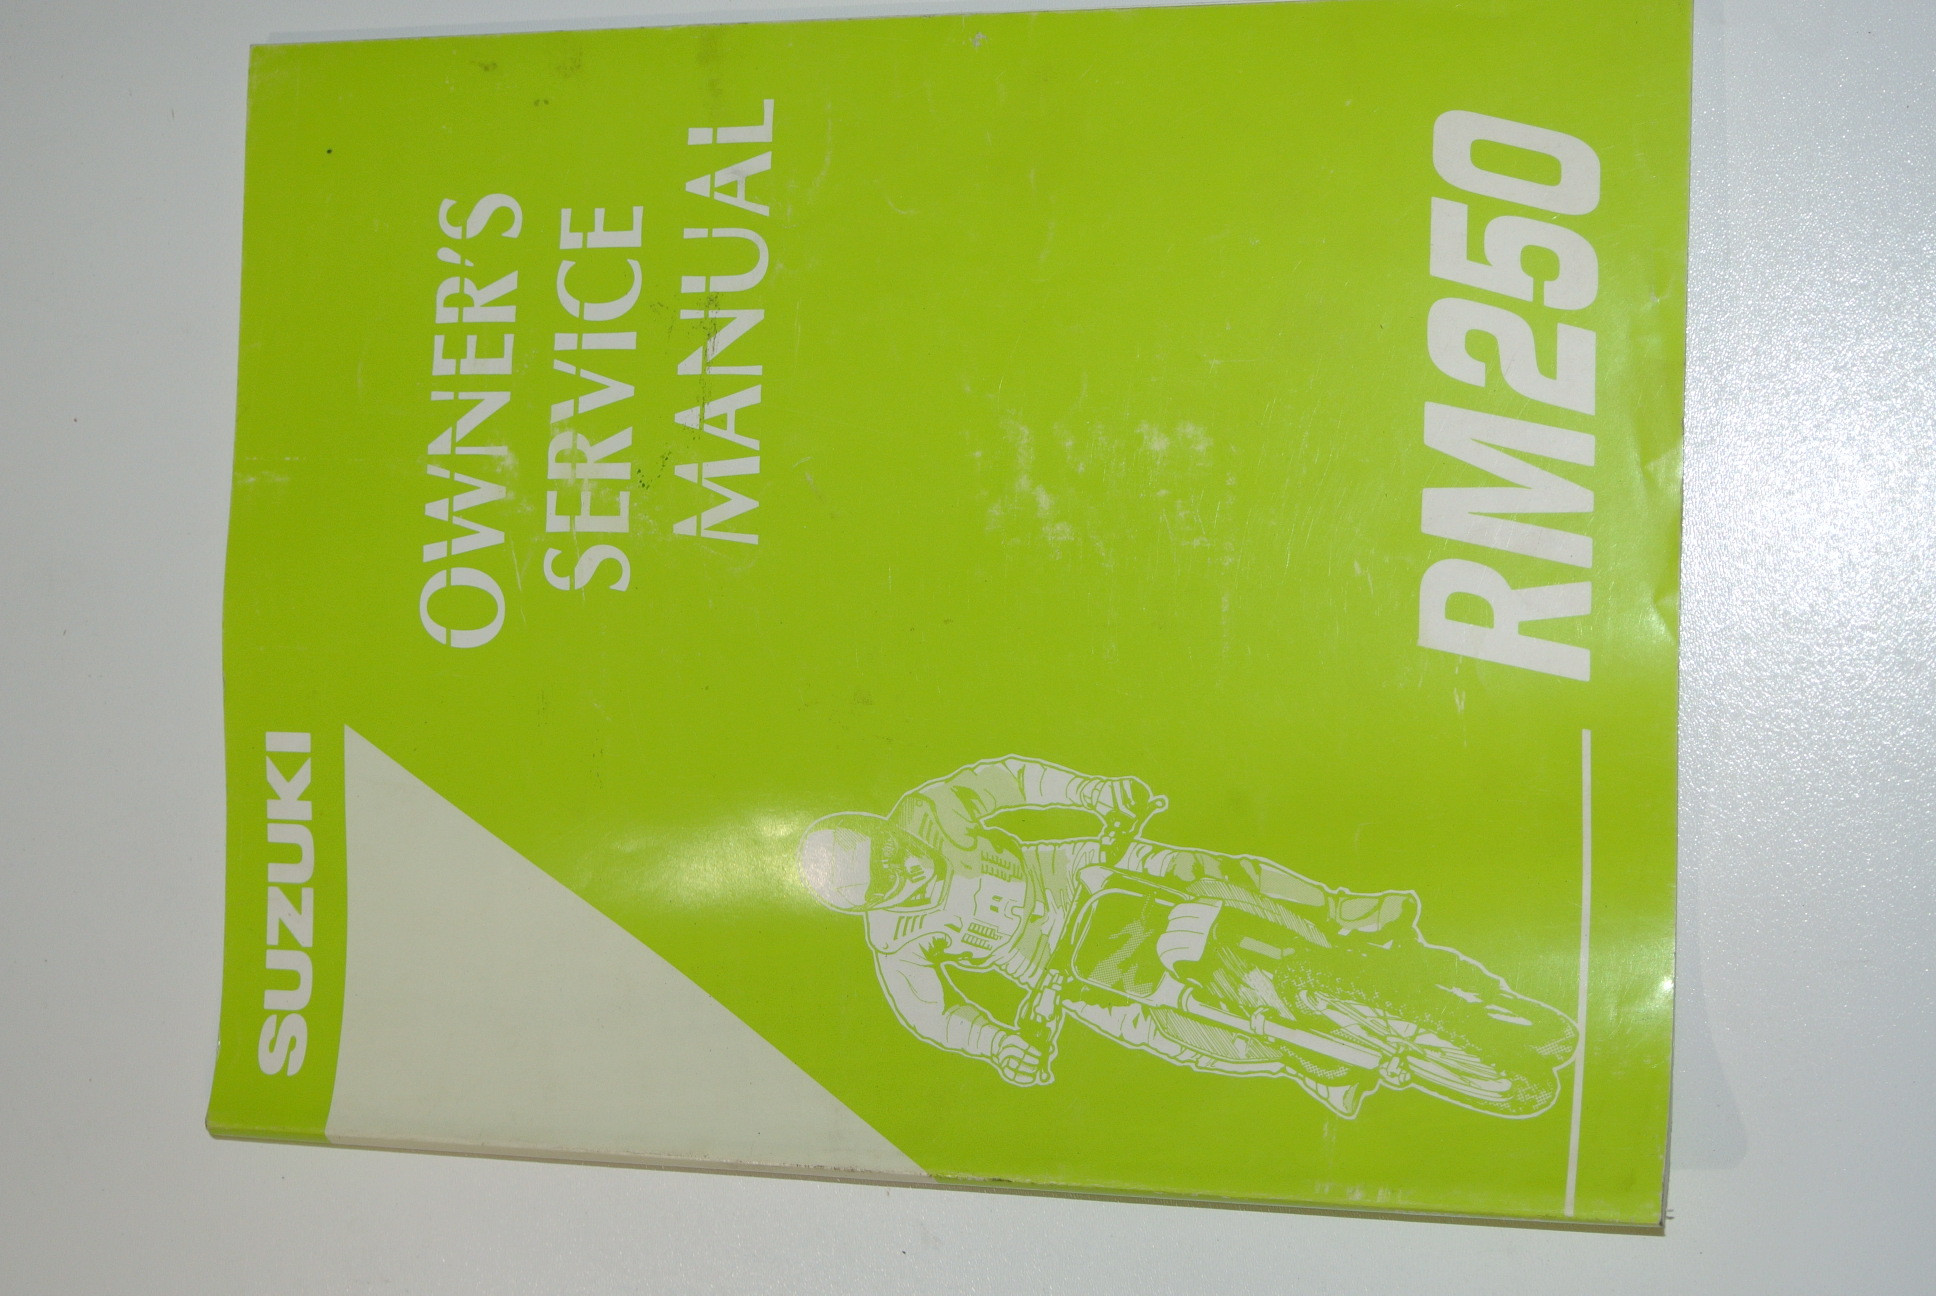 SUZUKI
OWNER'S
SERVICE
MANUAL
RM250